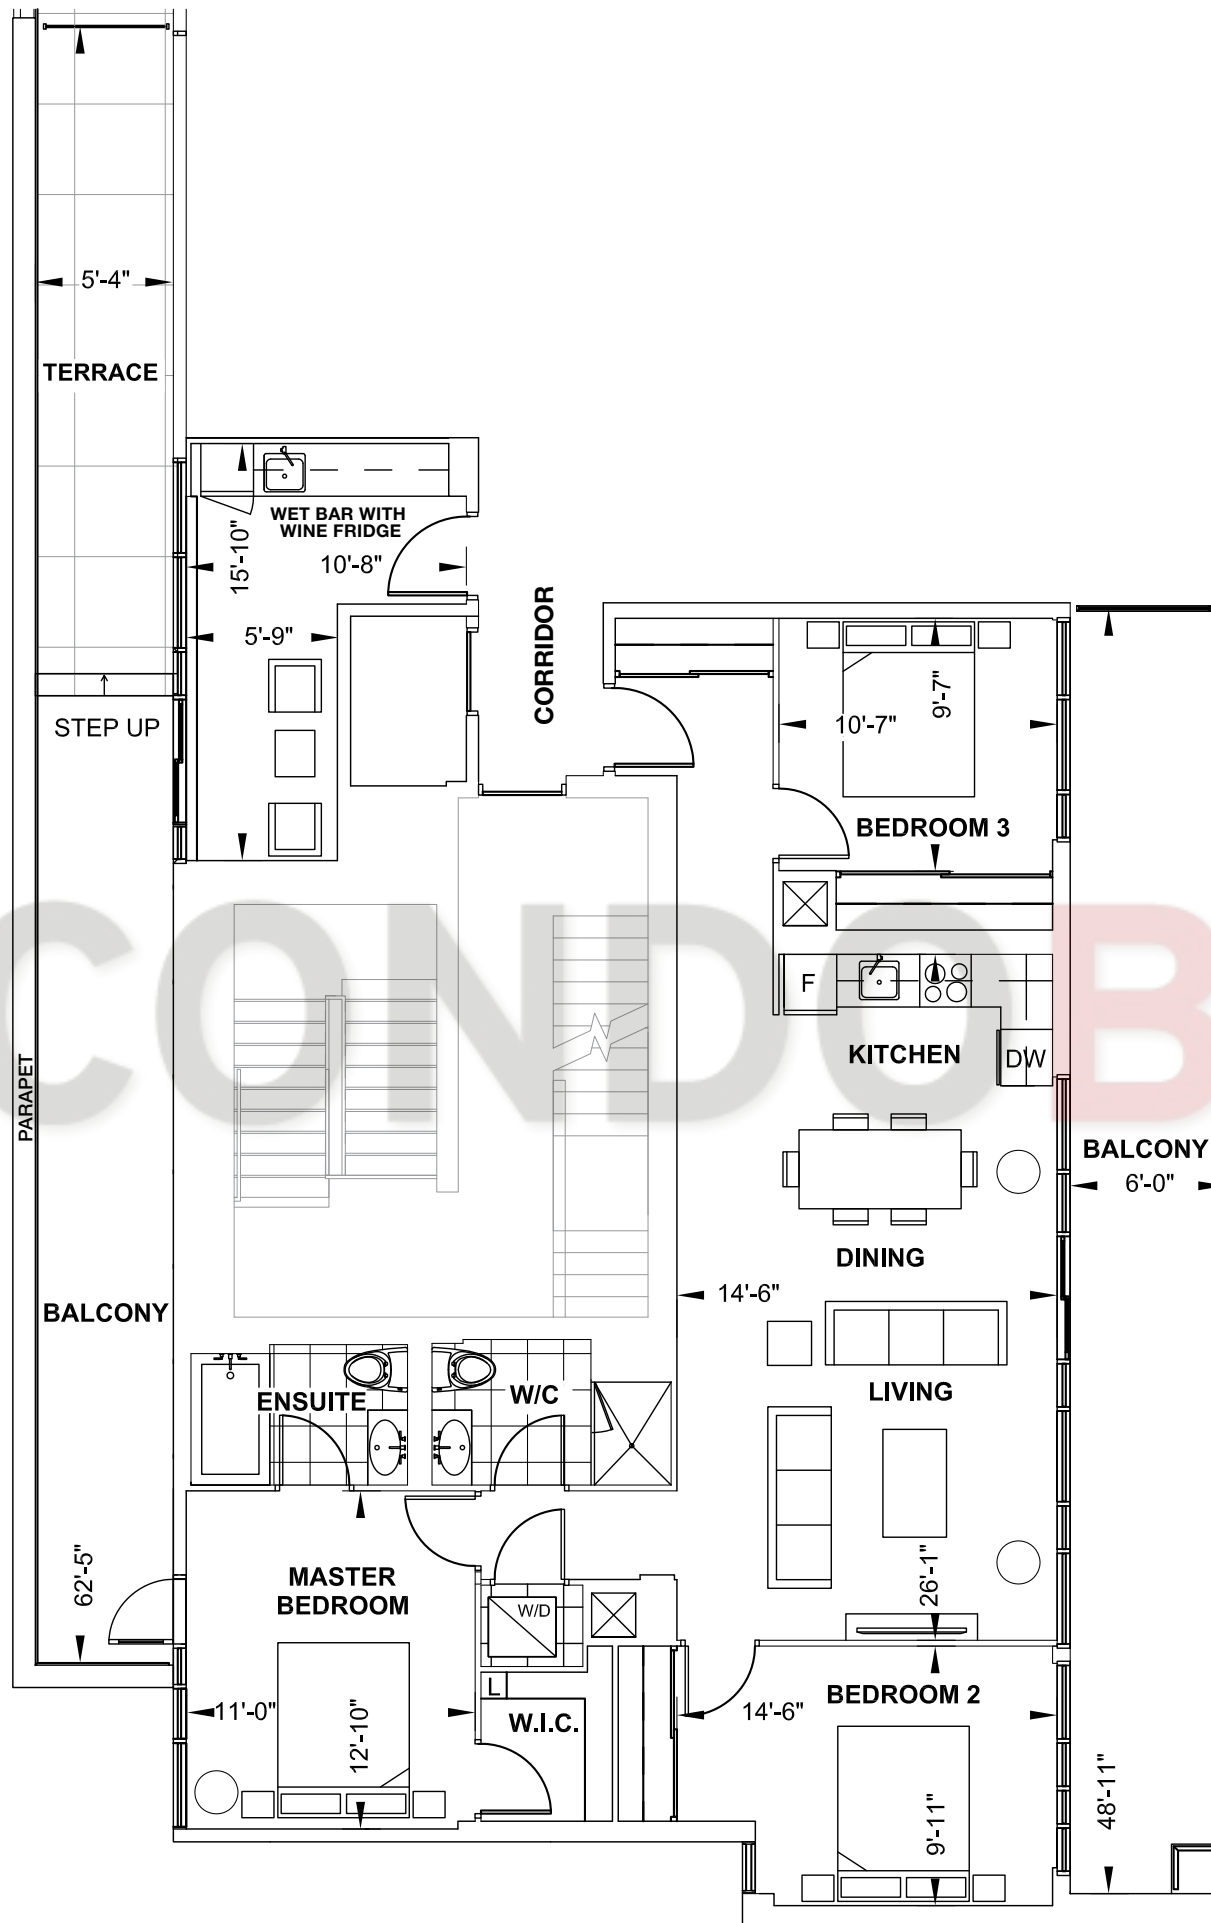 5'-4"
TERRACE
WET BAR WITH
WINE FRIDGE
15'-10"
10'-8"
5'-9"
CORRIDOR
STEP UP
9'-7"
10'-7"
BEDROOM 3
CONDOB
F
KITCHEN
DW
PARAPET
BALCONY
6'-0"
DINING
14'-6"
BALCONY
LIVING
ENSUITE
W/C
62'-5"
MASTER
BEDROOM
W/D
26'-1"
L
BEDROOM 2
11'-0"
12'-10"
W.I.C.
14'-6"
48'-11"
9'-11"